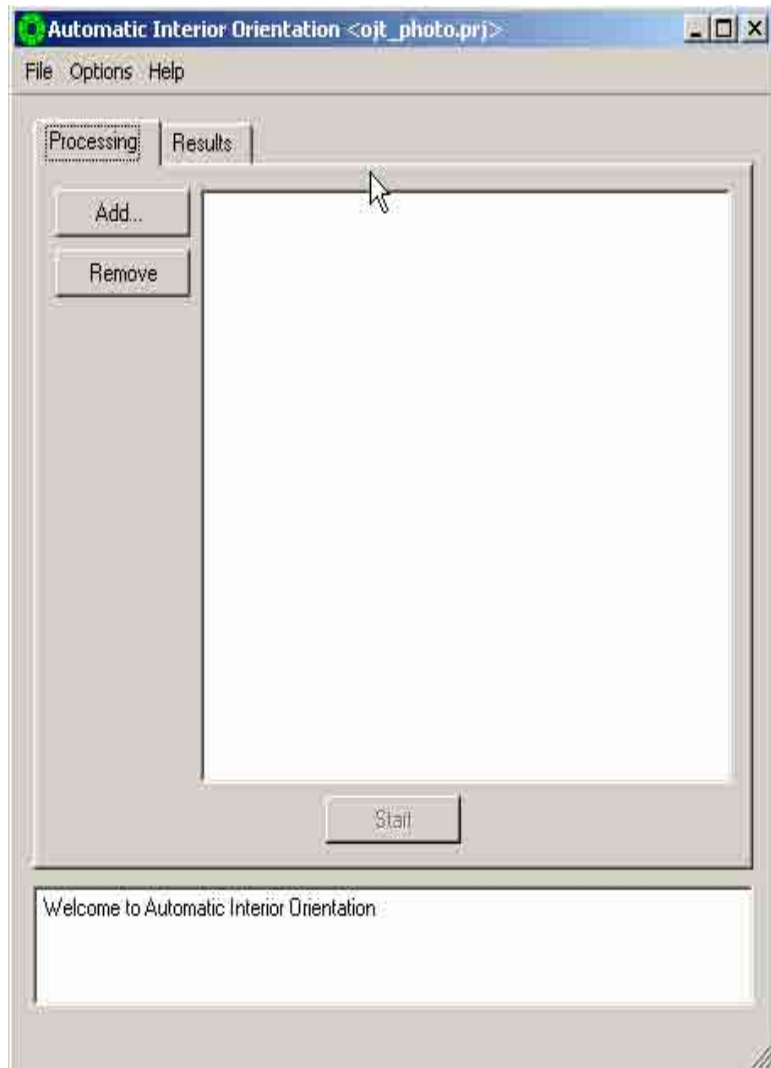 Automatic Interior Orientation <ojt_photo.prj>
File Options Help
Processing Results
Add...
Remove
Start
Welcome to Automatic Interior Orientation